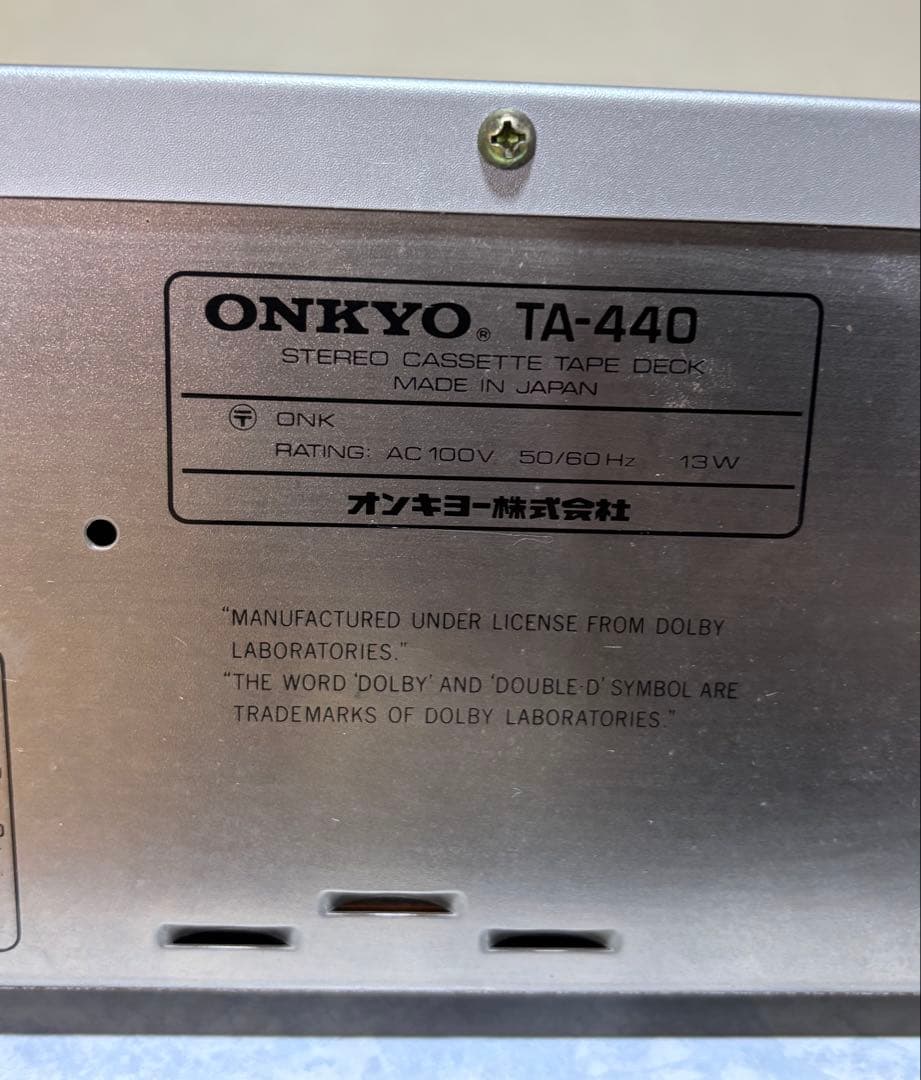 ONKYO® TA-440
STEREO CASSETTE TAPE DECK
MADE IN JAPAN
〶 ONK
RATING: AC 100V 50/60 Hz 13W
オンキヨー株式会社
“MANUFACTURED UNDER LICENSE FROM DOLBY
LABORATORIES.”
“THE WORD ‘DOLBY’ AND ‘DOUBLE-D’ SYMBOL ARE
TRADEMARKS OF DOLBY LABORATORIES.”